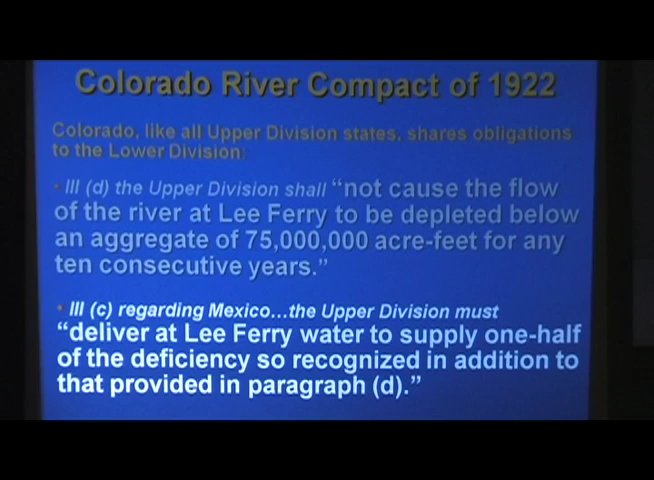 Colorado River Compact of 1922
Colorado, like all Upper Division states, shares obligations
to the Lower Division:
• III (d) the Upper Division shall “not cause the flow
of the river at Lee Ferry to be depleted below
an aggregate of 75,000,000 acre-feet for any
ten consecutive years.”
• III (c) regarding Mexico…the Upper Division must
“deliver at Lee Ferry water to supply one-half
of the deficiency so recognized in addition to
that provided in paragraph (d).”